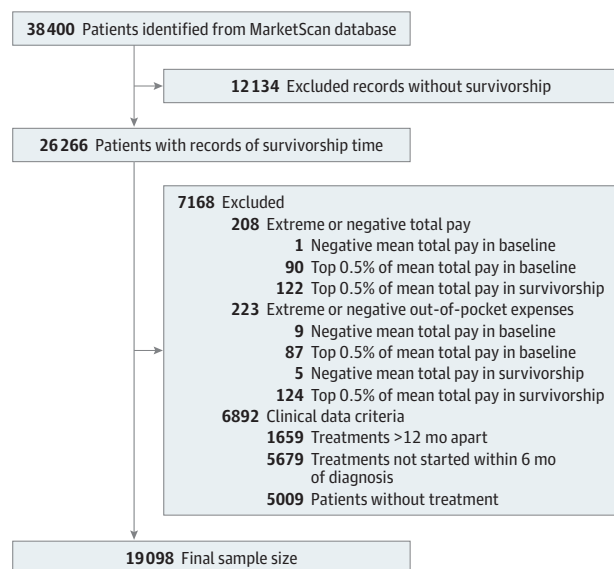 38400 Patients identified from MarketScan database
12134 Excluded records without survivorship
26266 Patients with records of survivorship time
7168 Excluded
208 Extreme or negative total pay
1 Negative mean total pay in baseline
90 Top 0.5% of mean total pay in baseline
122 Top 0.5% of mean total pay in survivorship
223 Extreme or negative out-of-pocket expenses
9 Negative mean total pay in baseline
87 Top 0.5% of mean total pay in baseline
5 Negative mean total pay in survivorship
124 Top 0.5% of mean total pay in survivorship
6892 Clinical data criteria
1659 Treatments >12 mo apart
5679 Treatments not started within 6 mo
of diagnosis
5009 Patients without treatment
19098 Final sample size